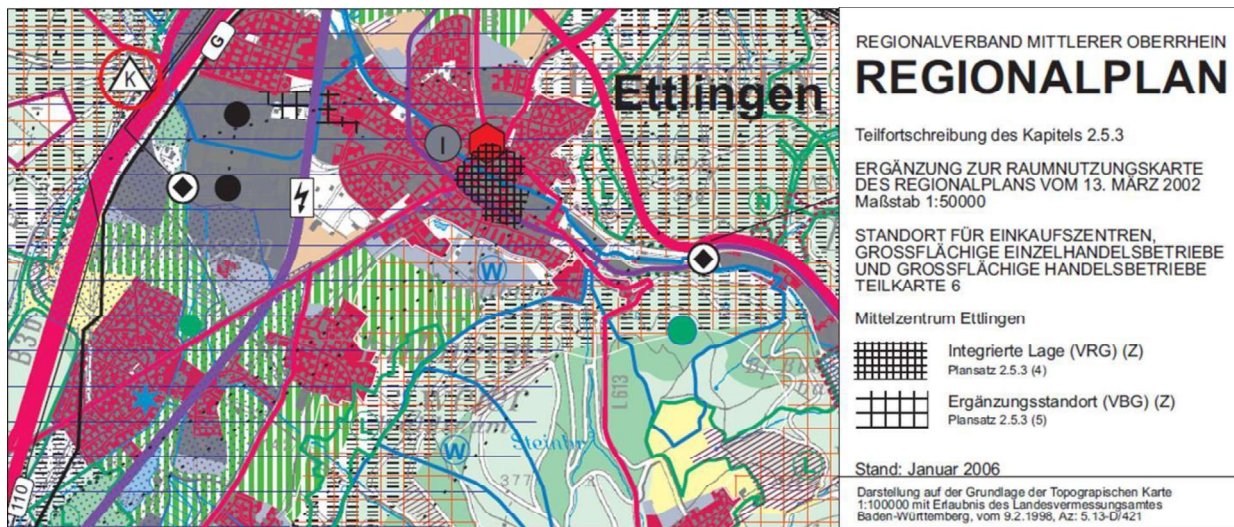 K
G
Ettlingen
I
L
N
W
B3b
L613
W
L
Steinbr
377
L
110
REGIONALVERBAND MITTLERER OBERRHEIN
REGIONALPLAN
Teilfortschreibung des Kapitels 2.5.3
ERGÄNZUNG ZUR RAUMNUTZUNGSKARTE
DES REGIONALPLANS VOM 13. MÄRZ 2002
Maßstab 1:50000
STANDORT FÜR EINKAUFSZENTREN,
GROSSFLÄCHIGE EINZELHANDELSBETRIEBE
UND GROSSFLÄCHIGE HANDELSBETRIEBE
TEILKARTE 6
Mittelzentrum Ettlingen
Integrierte Lage (VRG) (Z)
Plansatz 2.5.3 (4)
Ergänzungsstandort (VBG) (Z)
Plansatz 2.5.3 (5)
Stand: Januar 2006
Darstellung auf der Grundlage der Topograpischen Karte
1:100000 mit Erlaubnis des Landesvermessungsamtes
Baden-Württemberg, vom 9.2.1998, Az: 5.13-D/421